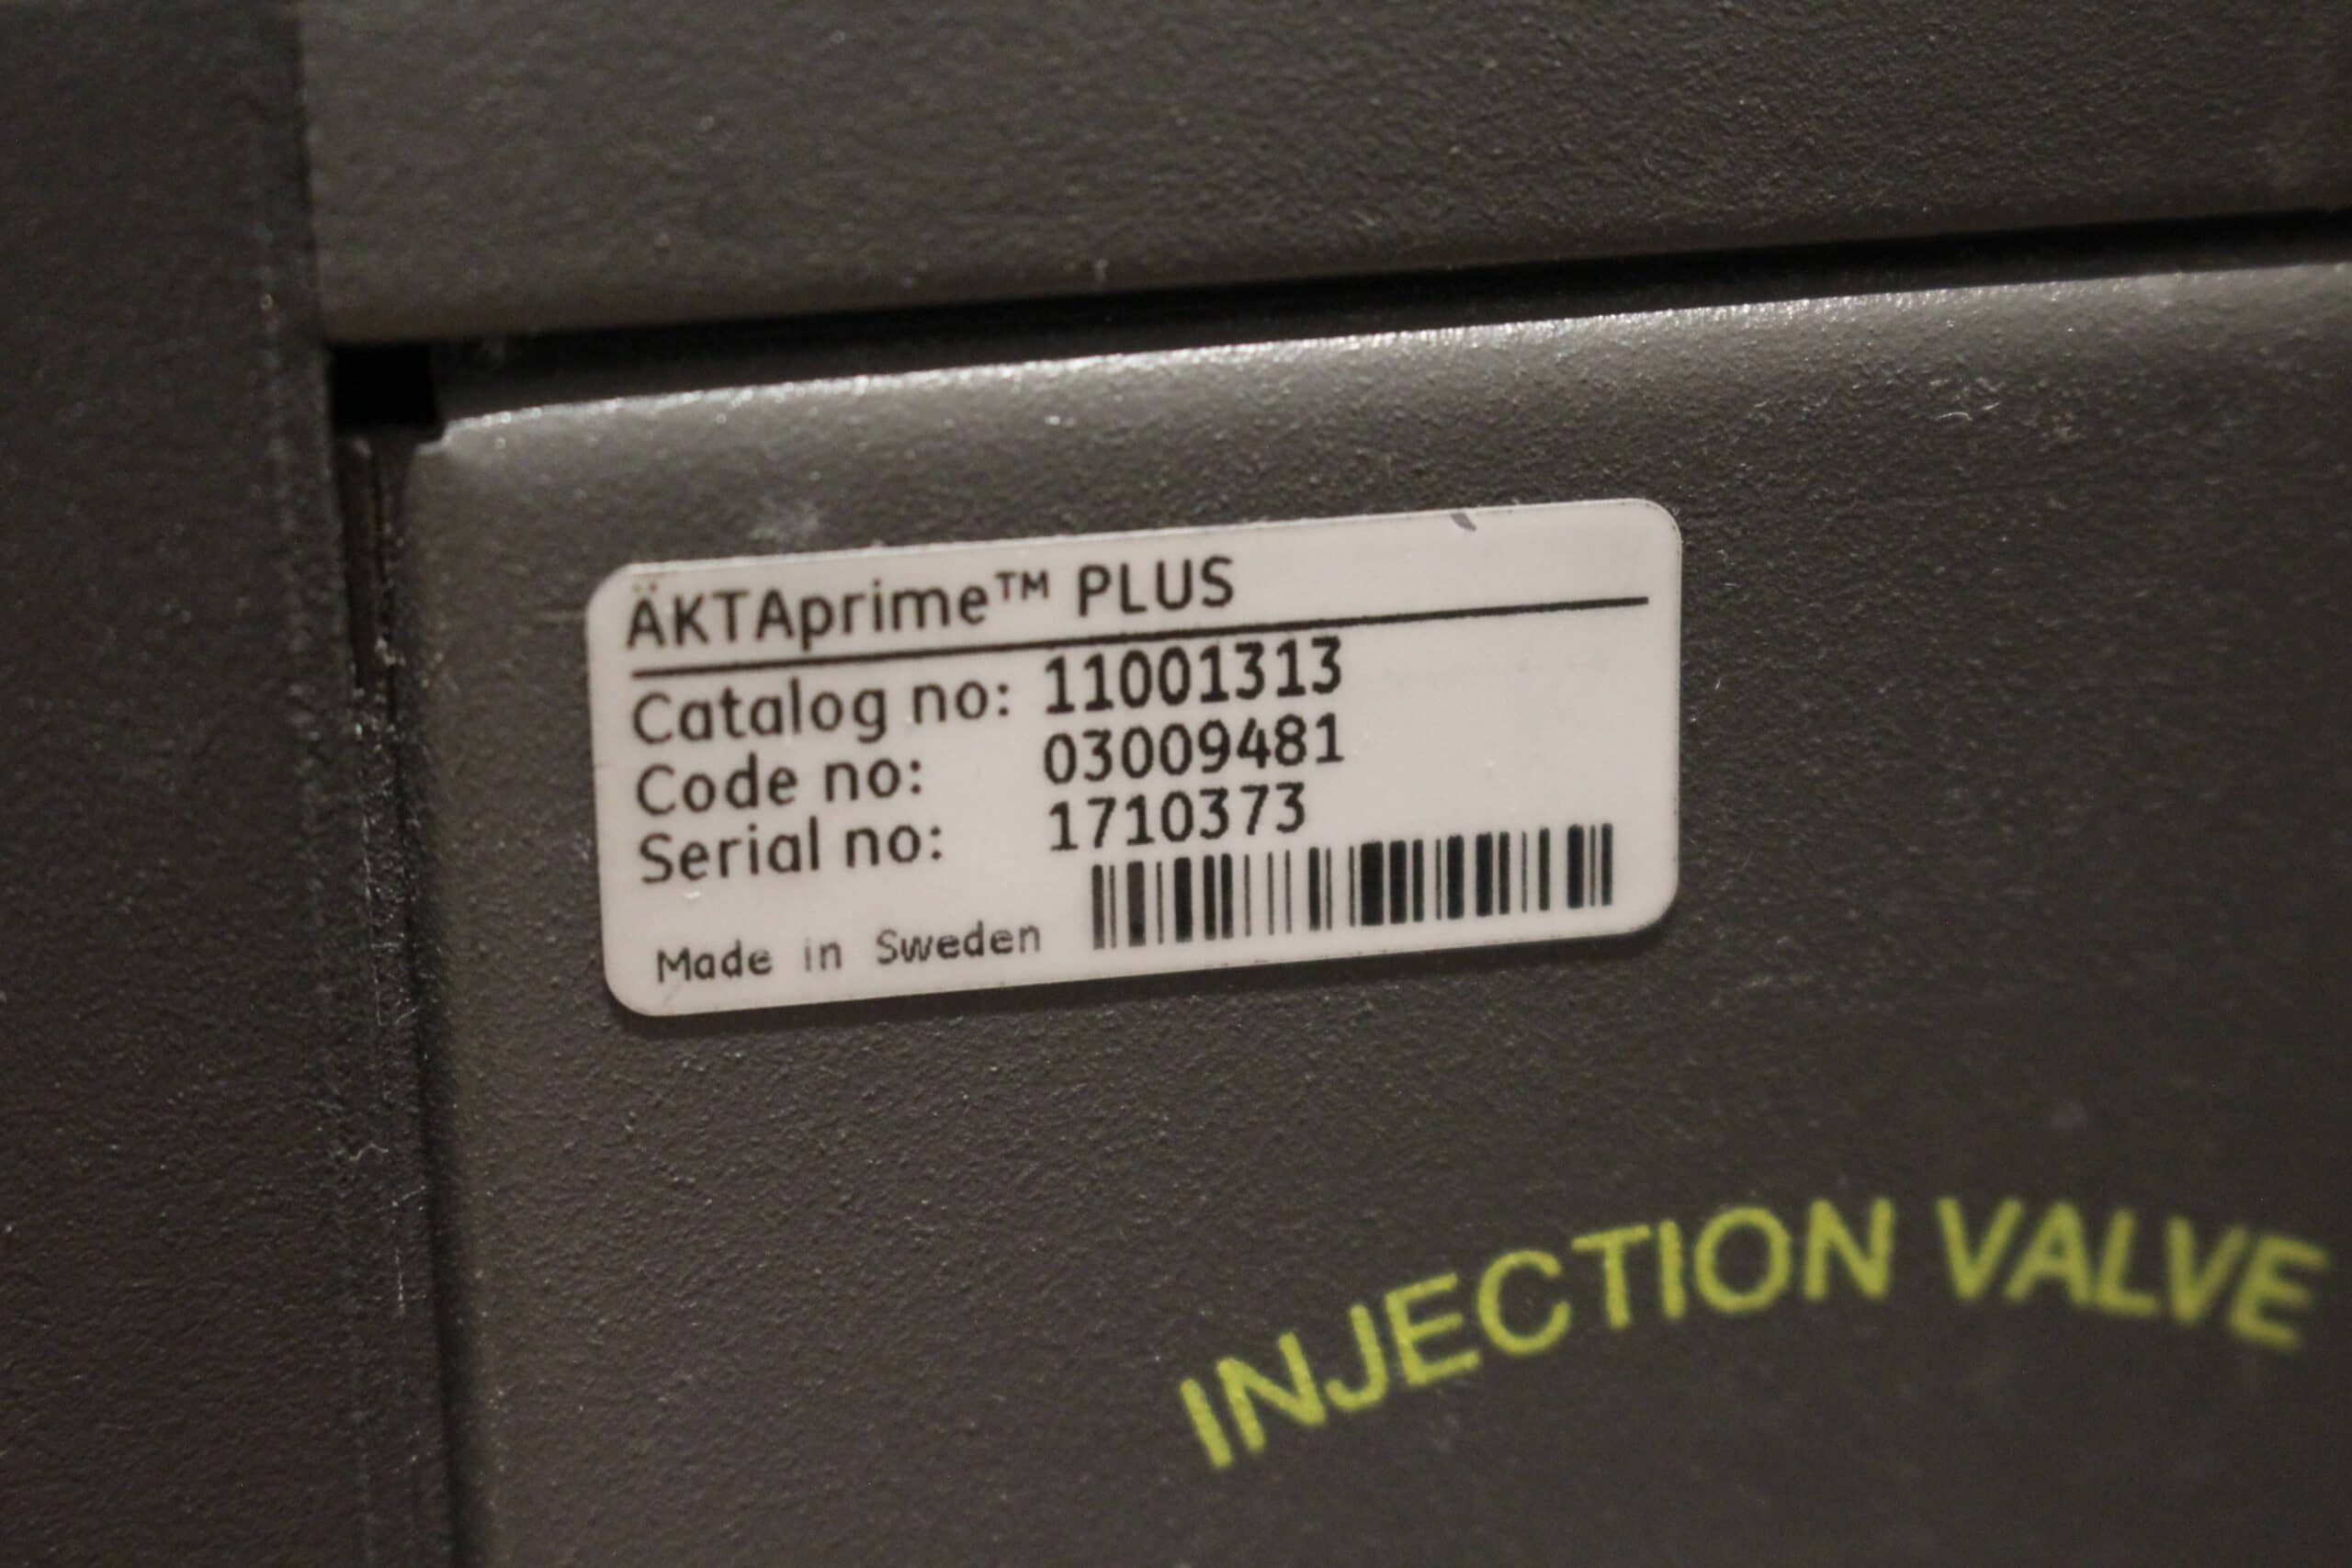 ÄKTAprime™ PLUS
Catalog no: 11001313
Code no: 03009481
Serial no: 1710373
Made in Sweden
INJECTION VALVE